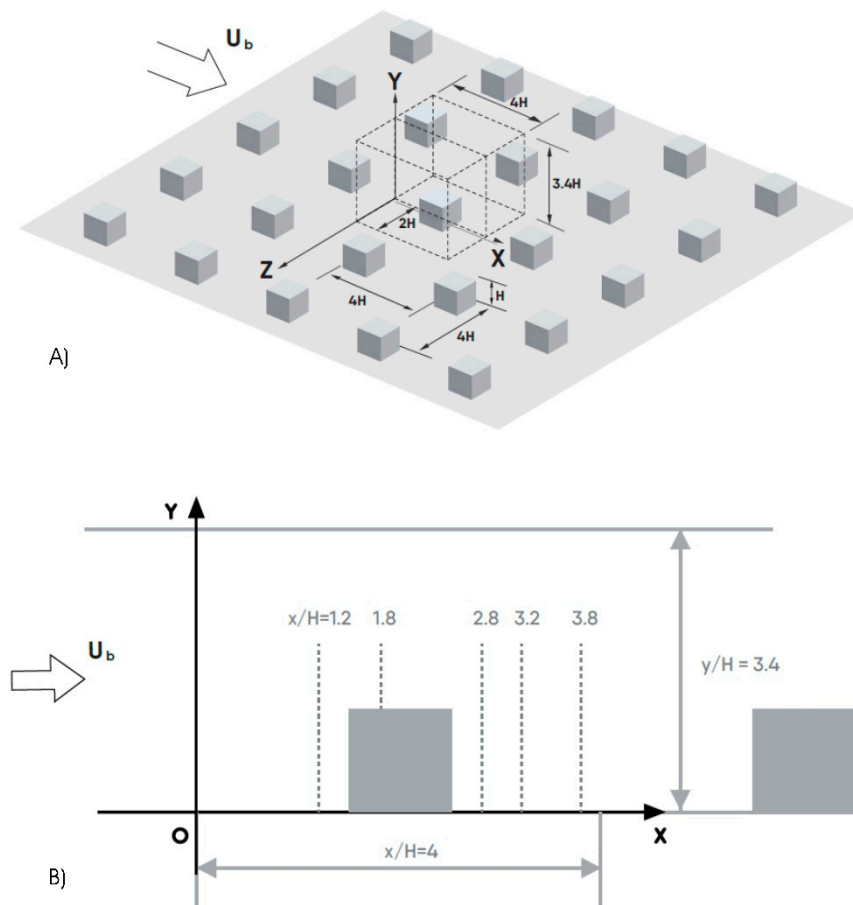 U b
Y
4H
3.4H
2H
X
Z
4H
H
4H
A)
Y
x/H=1.2 1.8 2.8 3.2 3.8
U b
y/H = 3.4
O
X
x/H=4
B)